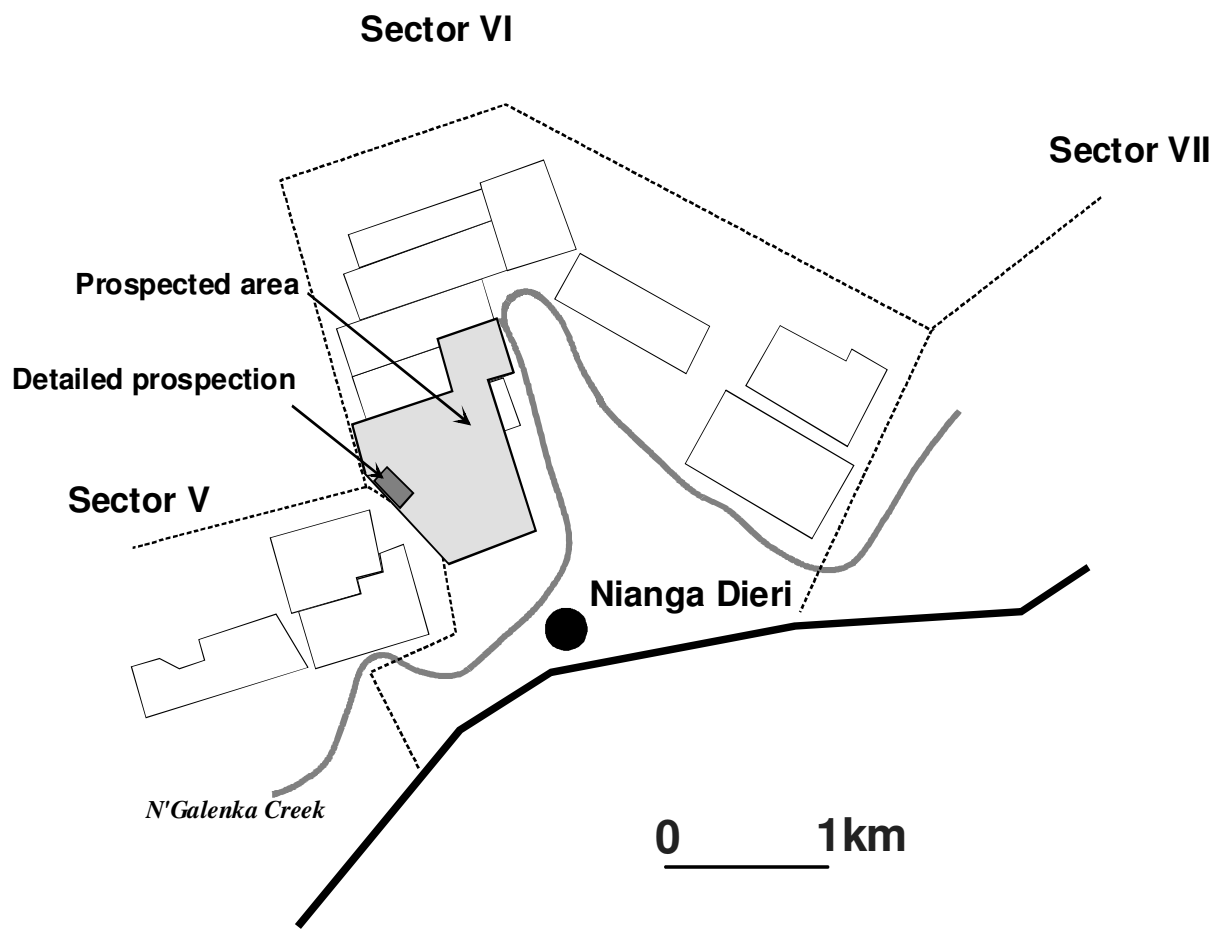 Sector VI
Sector VII
Prospected area
Detailed prospection
Sector V
Nianga Dieri
N'Galenka Creek
0 1km